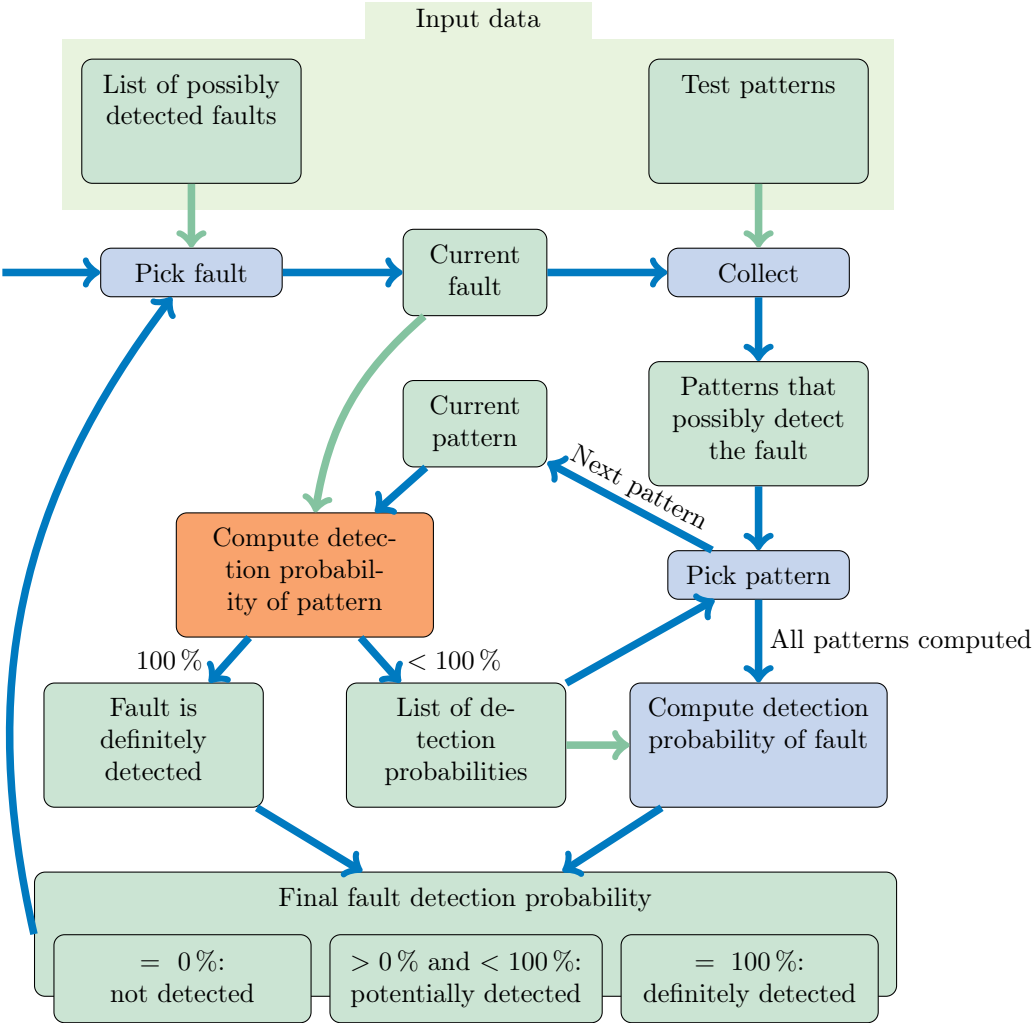 Input data
List of possibly
detected faults
Test patterns
Pick fault
Current
fault
Collect
Current
pattern
Patterns that
possibly detect
the fault
Next pattern
Compute detec-
tion probabil-
ity of pattern
Pick pattern
All patterns computed
100 %
< 100 %
Fault is
definitely
detected
List of de-
tection
probabilities
Compute detection
probability of fault
Final fault detection probability
= 0 %:
not detected
> 0 % and < 100 %:
potentially detected
= 100 %:
definitely detected